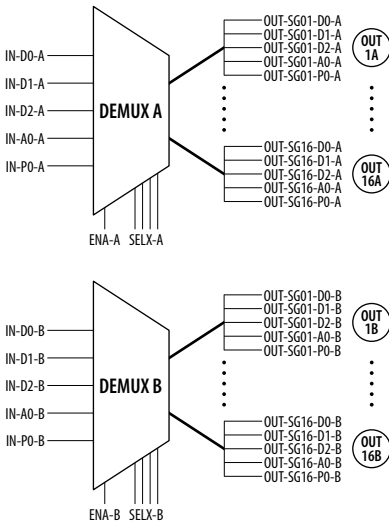 IN-D0-A
IN-D1-A
IN-D2-A
IN-A0-A
IN-P0-A
DEMUX A
ENA-A
SELX-A
OUT-SG01-D0-A
OUT-SG01-D1-A
OUT-SG01-D2-A
OUT-SG01-A0-A
OUT-SG01-P0-A
OUT
1A
OUT-SG16-D0-A
OUT-SG16-D1-A
OUT-SG16-D2-A
OUT-SG16-A0-A
OUT-SG16-P0-A
OUT
16A
IN-D0-B
IN-D1-B
IN-D2-B
IN-A0-B
IN-P0-B
DEMUX B
ENA-B
SELX-B
OUT-SG01-D0-B
OUT-SG01-D1-B
OUT-SG01-D2-B
OUT-SG01-A0-B
OUT-SG01-P0-B
OUT
1B
OUT-SG16-D0-B
OUT-SG16-D1-B
OUT-SG16-D2-B
OUT-SG16-A0-B
OUT-SG16-P0-B
OUT
16B